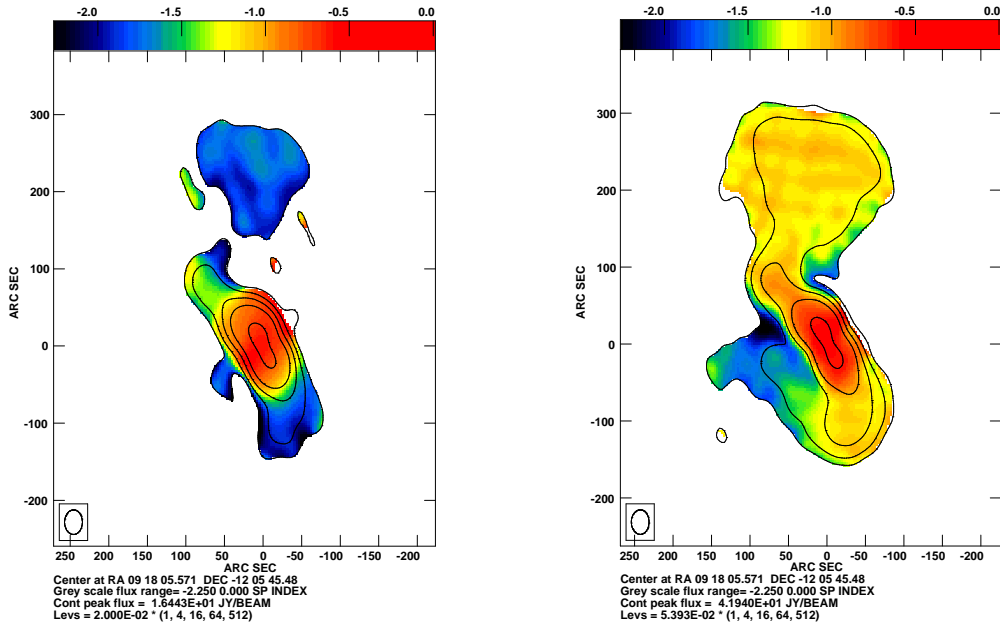 -2.0 -1.5 -1.0 -0.5 0.0
300
200
100
0
-100
-200
ARC SEC
250 200 150 100 50 0 -50 -100 -150 -200
ARC SEC
Center at RA 09 18 05.571 DEC -12 05 45.48
Grey scale flux range= -2.250 0.000 SP INDEX
Cont peak flux = 1.6443E+01 JY/BEAM
Levs = 2.000E-02 * (1, 4, 16, 64, 512)
-2.0 -1.5 -1.0 -0.5 0.0
300
200
100
0
-100
-200
ARC SEC
250 200 150 100 50 0 -50 -100 -150 -200
ARC SEC
Center at RA 09 18 05.571 DEC -12 05 45.48
Grey scale flux range= -2.250 0.000 SP INDEX
Cont peak flux = 4.1940E+01 JY/BEAM
Levs = 5.393E-02 * (1, 4, 16, 64, 512)